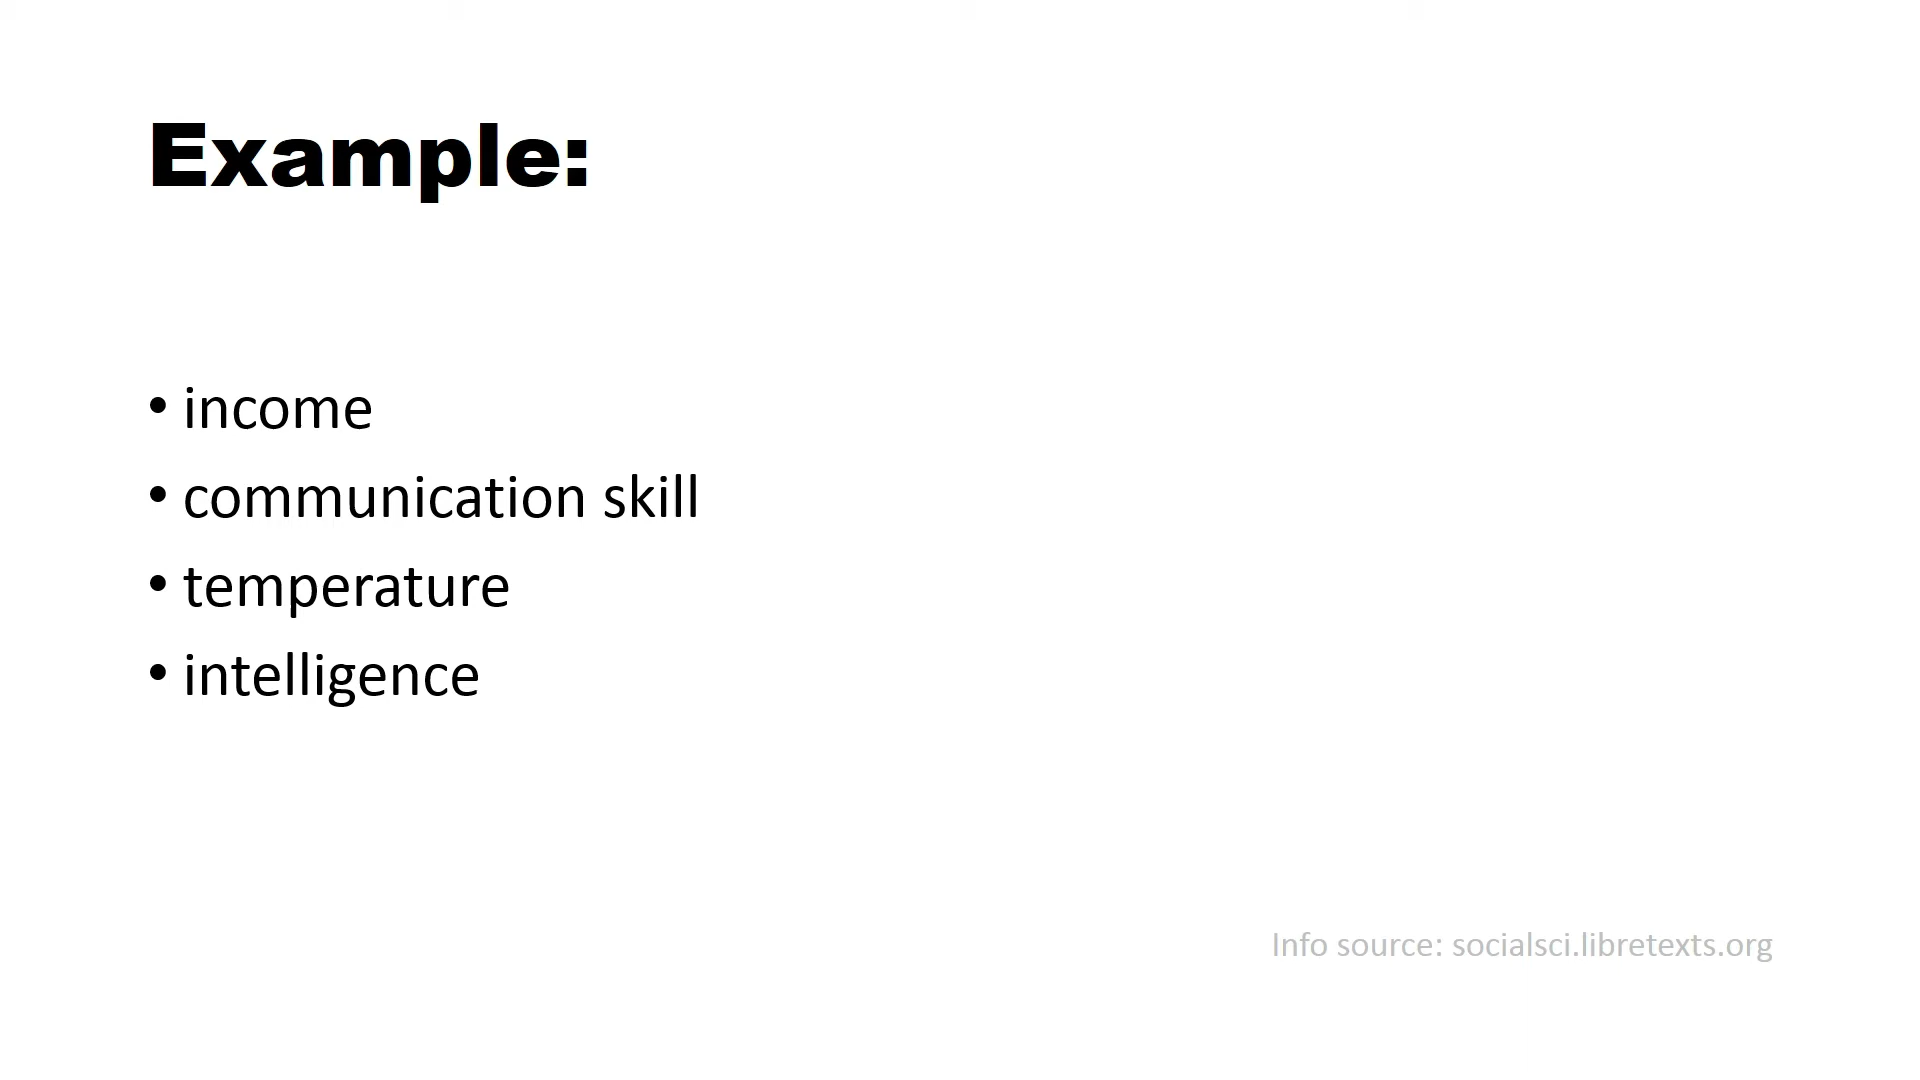 Example:
• income
• communication skill
• temperature
• intelligence
Info source: socialsci.libretexts.org